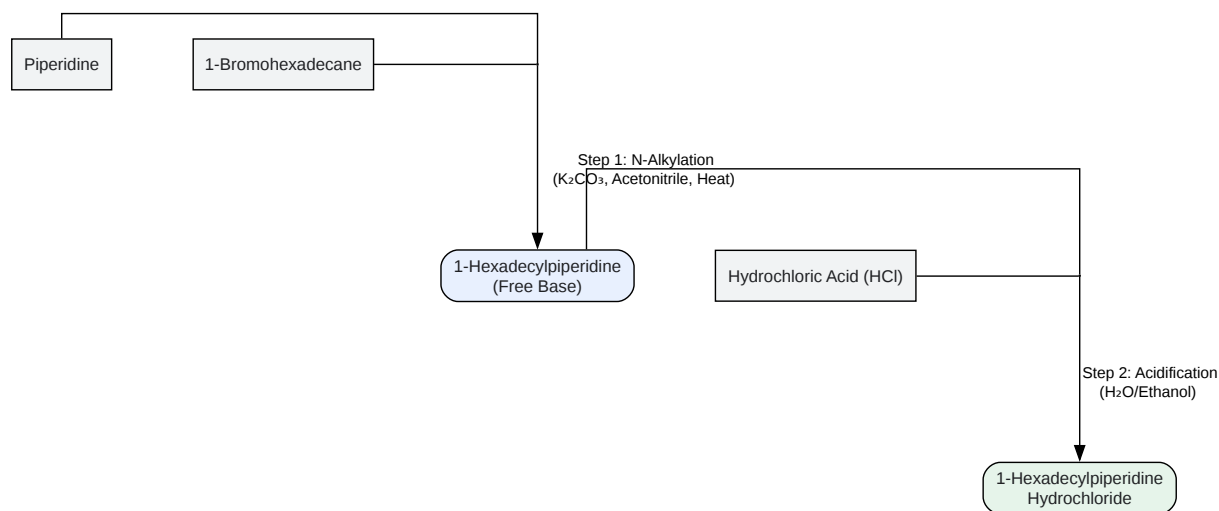 Piperidine
1-Bromohexadecane
Step 1: N-Alkylation
(K₂CO₃, Acetonitrile, Heat)
1-Hexadecylpiperidine
(Free Base)
Hydrochloric Acid (HCl)
Step 2: Acidification
(H₂O/Ethanol)
1-Hexadecylpiperidine
Hydrochloride